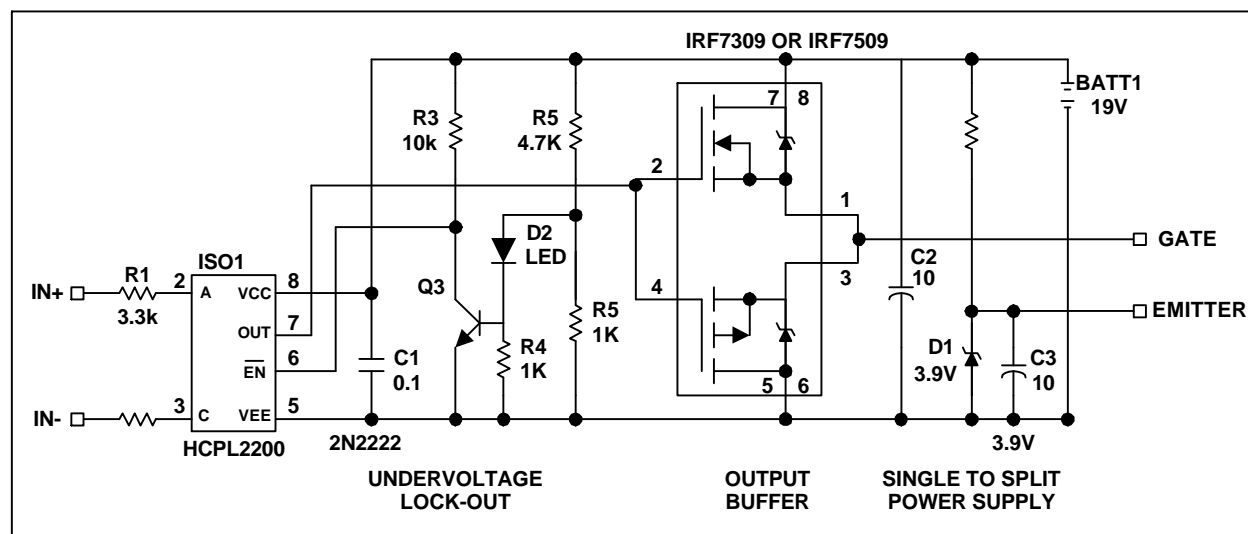 IRF7309 OR IRF7509
7 8
BATT1
19V
R3
10k
R5
4.7K
2
1
GATE
D2
LED
ISO1
R1
IN+
3.3k
2
A
VCC
8
Q3
4
3
C2
10
EMITTER
OUT
7
EN
6
C1
0.1
R4
1K
R5
1K
D1
3.9V
C3
10
5 6
IN-
3
C
VEE
5
HCPL2200
2N2222
3.9V
UNDERVOLTAGE
LOCK-OUT
OUTPUT
BUFFER
SINGLE TO SPLIT
POWER SUPPLY